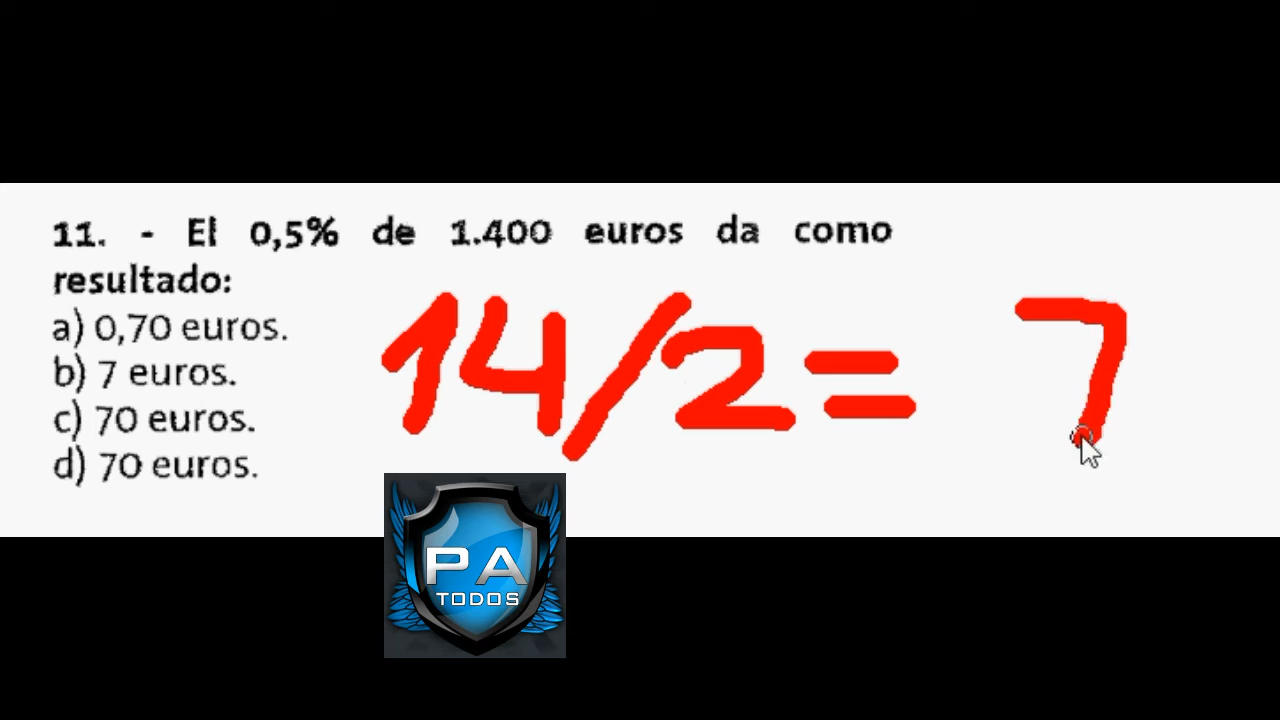 11. - El 0,5% de 1.400 euros da como
resultado:
a) 0,70 euros.
b) 7 euros.
c) 70 euros.
d) 70 euros.
14/2= 7
PA
TODOS